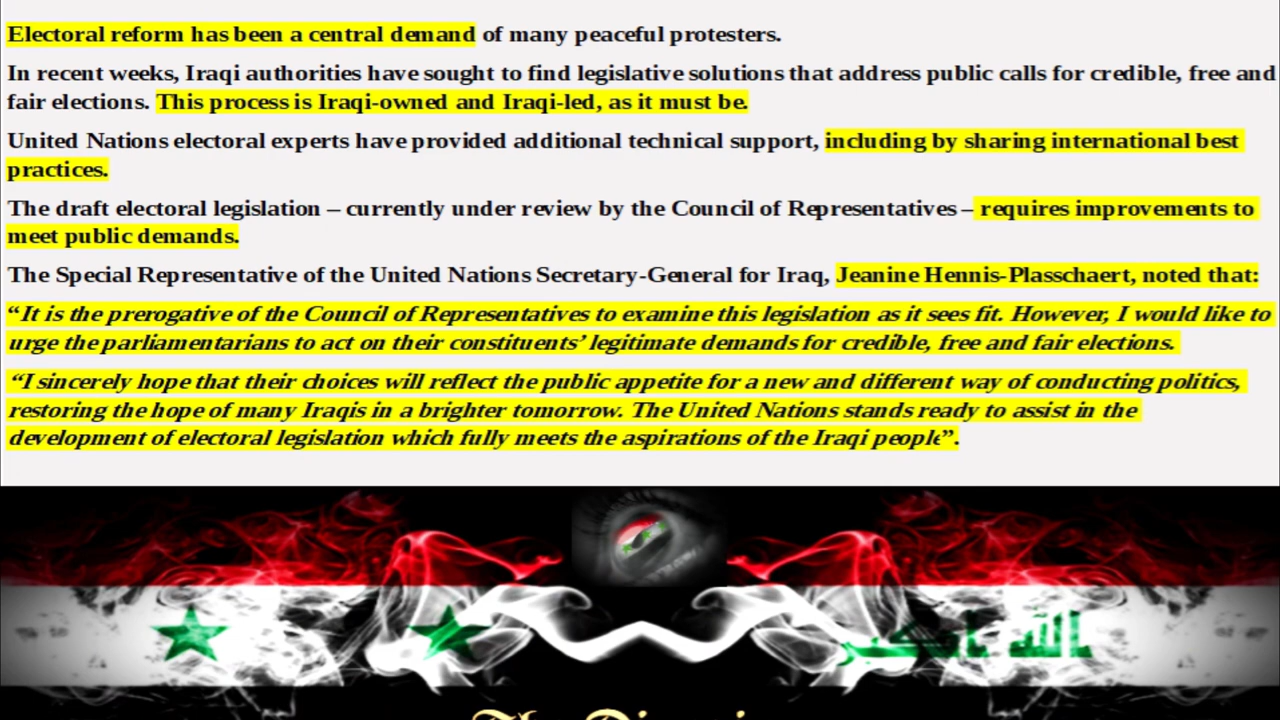 Electoral reform has been a central demand of many peaceful protesters.
In recent weeks, Iraqi authorities have sought to find legislative solutions that address public calls for credible, free and
fair elections. This process is Iraqi-owned and Iraqi-led, as it must be.
United Nations electoral experts have provided additional technical support, including by sharing international best
practices.
The draft electoral legislation – currently under review by the Council of Representatives – requires improvements to
meet public demands.
The Special Representative of the United Nations Secretary-General for Iraq, Jeanine Hennis-Plasschaert, noted that:
“It is the prerogative of the Council of Representatives to examine this legislation as it sees fit. However, I would like to
urge the parliamentarians to act on their constituents’ legitimate demands for credible, free and fair elections.
“I sincerely hope that their choices will reflect the public appetite for a new and different way of conducting politics,
restoring the hope of many Iraqis in a brighter tomorrow. The United Nations stands ready to assist in the
development of electoral legislation which fully meets the aspirations of the Iraqi people”.
الله اكبر
The